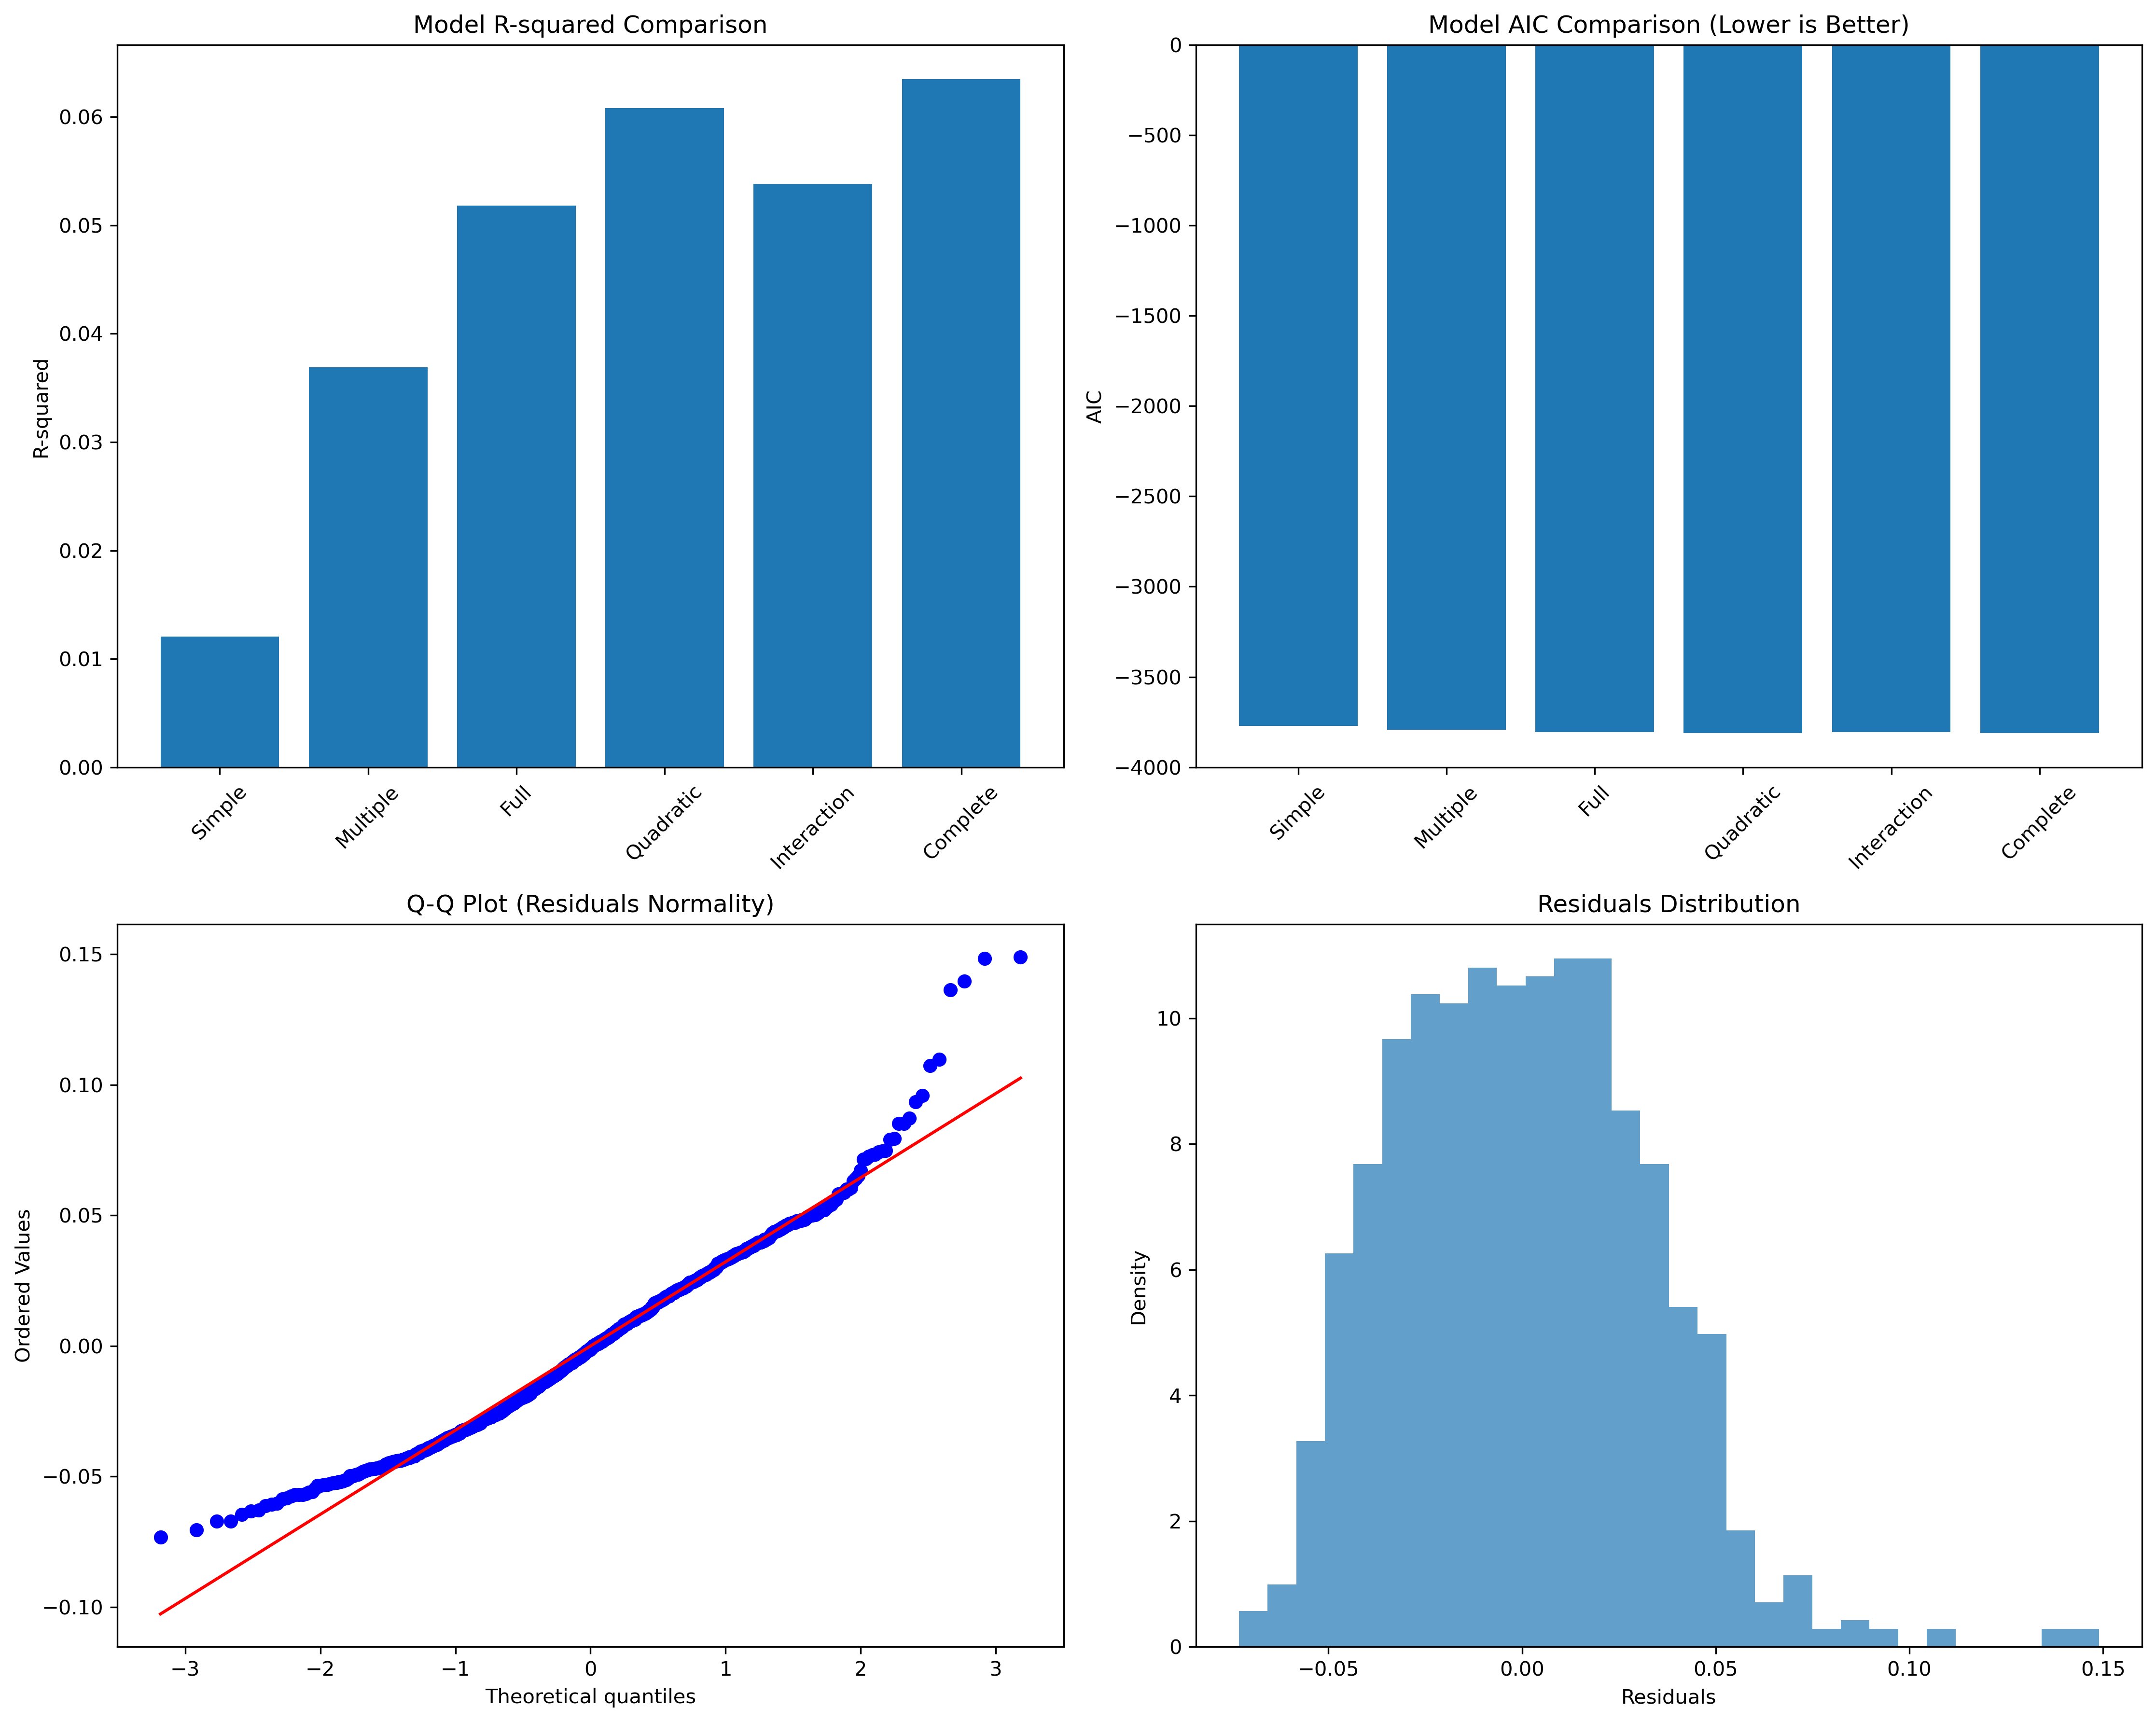 Model R-squared Comparison
R-squared
0.06
0.05
0.04
0.03
0.02
0.01
0.00
Simple
Multiple
Full
Quadratic
Interaction
Complete
Model AIC Comparison (Lower is Better)
AIC
0
−500
−1000
−1500
−2000
−2500
−3000
−3500
−4000
Simple
Multiple
Full
Quadratic
Interaction
Complete
Q-Q Plot (Residuals Normality)
Ordered Values
0.15
0.10
0.05
0.00
−0.05
−0.10
−3
−2
−1
0
1
2
3
Theoretical quantiles
Residuals Distribution
Density
10
8
6
4
2
0
−0.05
0.00
0.05
0.10
0.15
Residuals